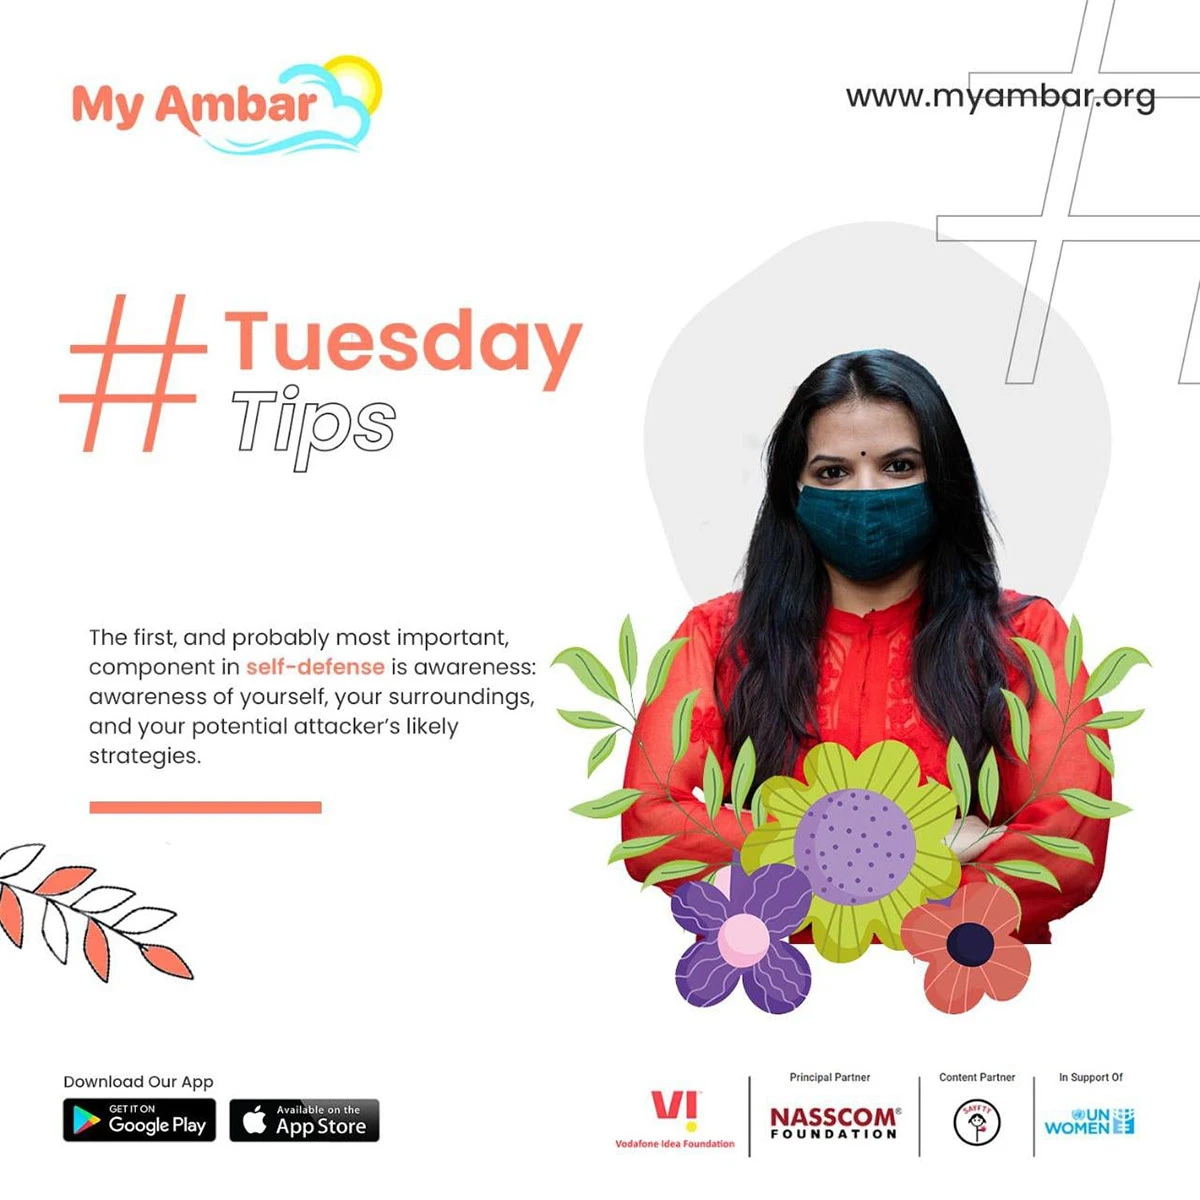 My Ambar
www.myambar.org
#Tuesday
Tips
The first, and probably most important,
component in self-defense is awareness:
awareness of yourself, your surroundings,
and your potential attacker's likely
strategies.
Download Our App
GET IT ON
Google Play
Available on the
App Store
V!
Vodafone Idea Foundation
Principal Partner
NASSCOM®
FOUNDATION
Content Partner
SAYFTY
In Support Of
UN
WOMEN